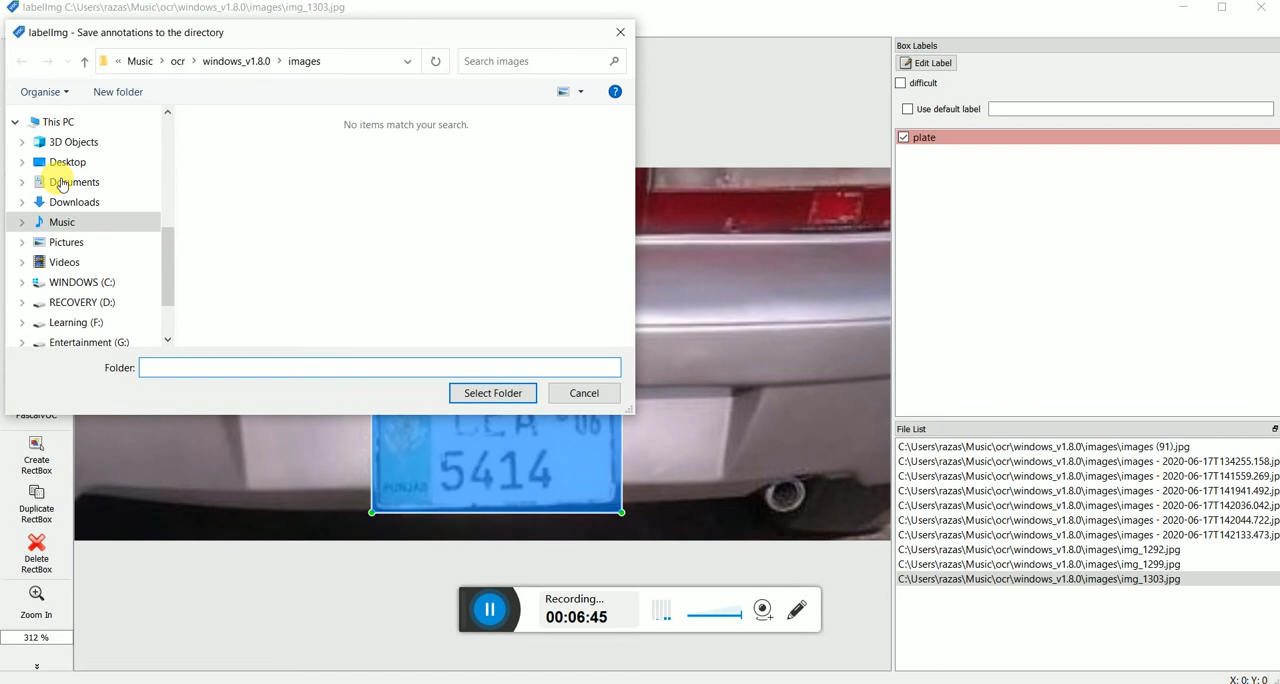 labelImg C:\Users\razas\Music\ocr\windows_v1.8.0\images\img_1303.jpg
labelImg - Save annotations to the directory
« Music > ocr > windows_v1.8.0 > images
Search images
Organise
New folder
This PC
3D Objects
Desktop
Documents
Downloads
Music
Pictures
Videos
WINDOWS (C:)
RECOVERY (D:)
Learning (F:)
Entertainment (G:)
No items match your search.
Folder:
Select Folder
Cancel
PascalVOC
Create
RectBox
Duplicate
RectBox
Delete
RectBox
Zoom In
312 %
LEA 06
5414
PUNJAB
Recording...
00:06:45
Box Labels
Edit Label
difficult
Use default label
plate
File List
C:\Users\razas\Music\ocr\windows_v1.8.0\images\images (91).jpg
C:\Users\razas\Music\ocr\windows_v1.8.0\images\images - 2020-06-17T134255.158.jp
C:\Users\razas\Music\ocr\windows_v1.8.0\images\images - 2020-06-17T141559.269.jp
C:\Users\razas\Music\ocr\windows_v1.8.0\images\images - 2020-06-17T141941.492.jp
C:\Users\razas\Music\ocr\windows_v1.8.0\images\images - 2020-06-17T142036.042.jp
C:\Users\razas\Music\ocr\windows_v1.8.0\images\images - 2020-06-17T142044.722.jp
C:\Users\razas\Music\ocr\windows_v1.8.0\images\images - 2020-06-17T142133.473.jp
C:\Users\razas\Music\ocr\windows_v1.8.0\images\img_1292.jpg
C:\Users\razas\Music\ocr\windows_v1.8.0\images\img_1299.jpg
C:\Users\razas\Music\ocr\windows_v1.8.0\images\img_1303.jpg
X: 0; Y: 0